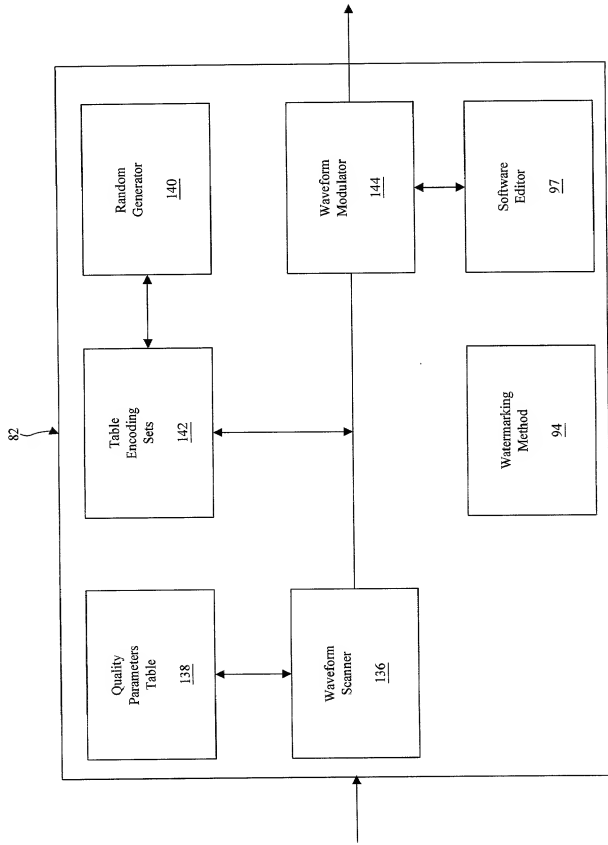 82
Quality
Parameters
Table
138
Table
Encoding
Sets
142
Random
Generator
140
Waveform
Scanner
136
Waveform
Modulator
144
Watermarking
Method
94
Software
Editor
97